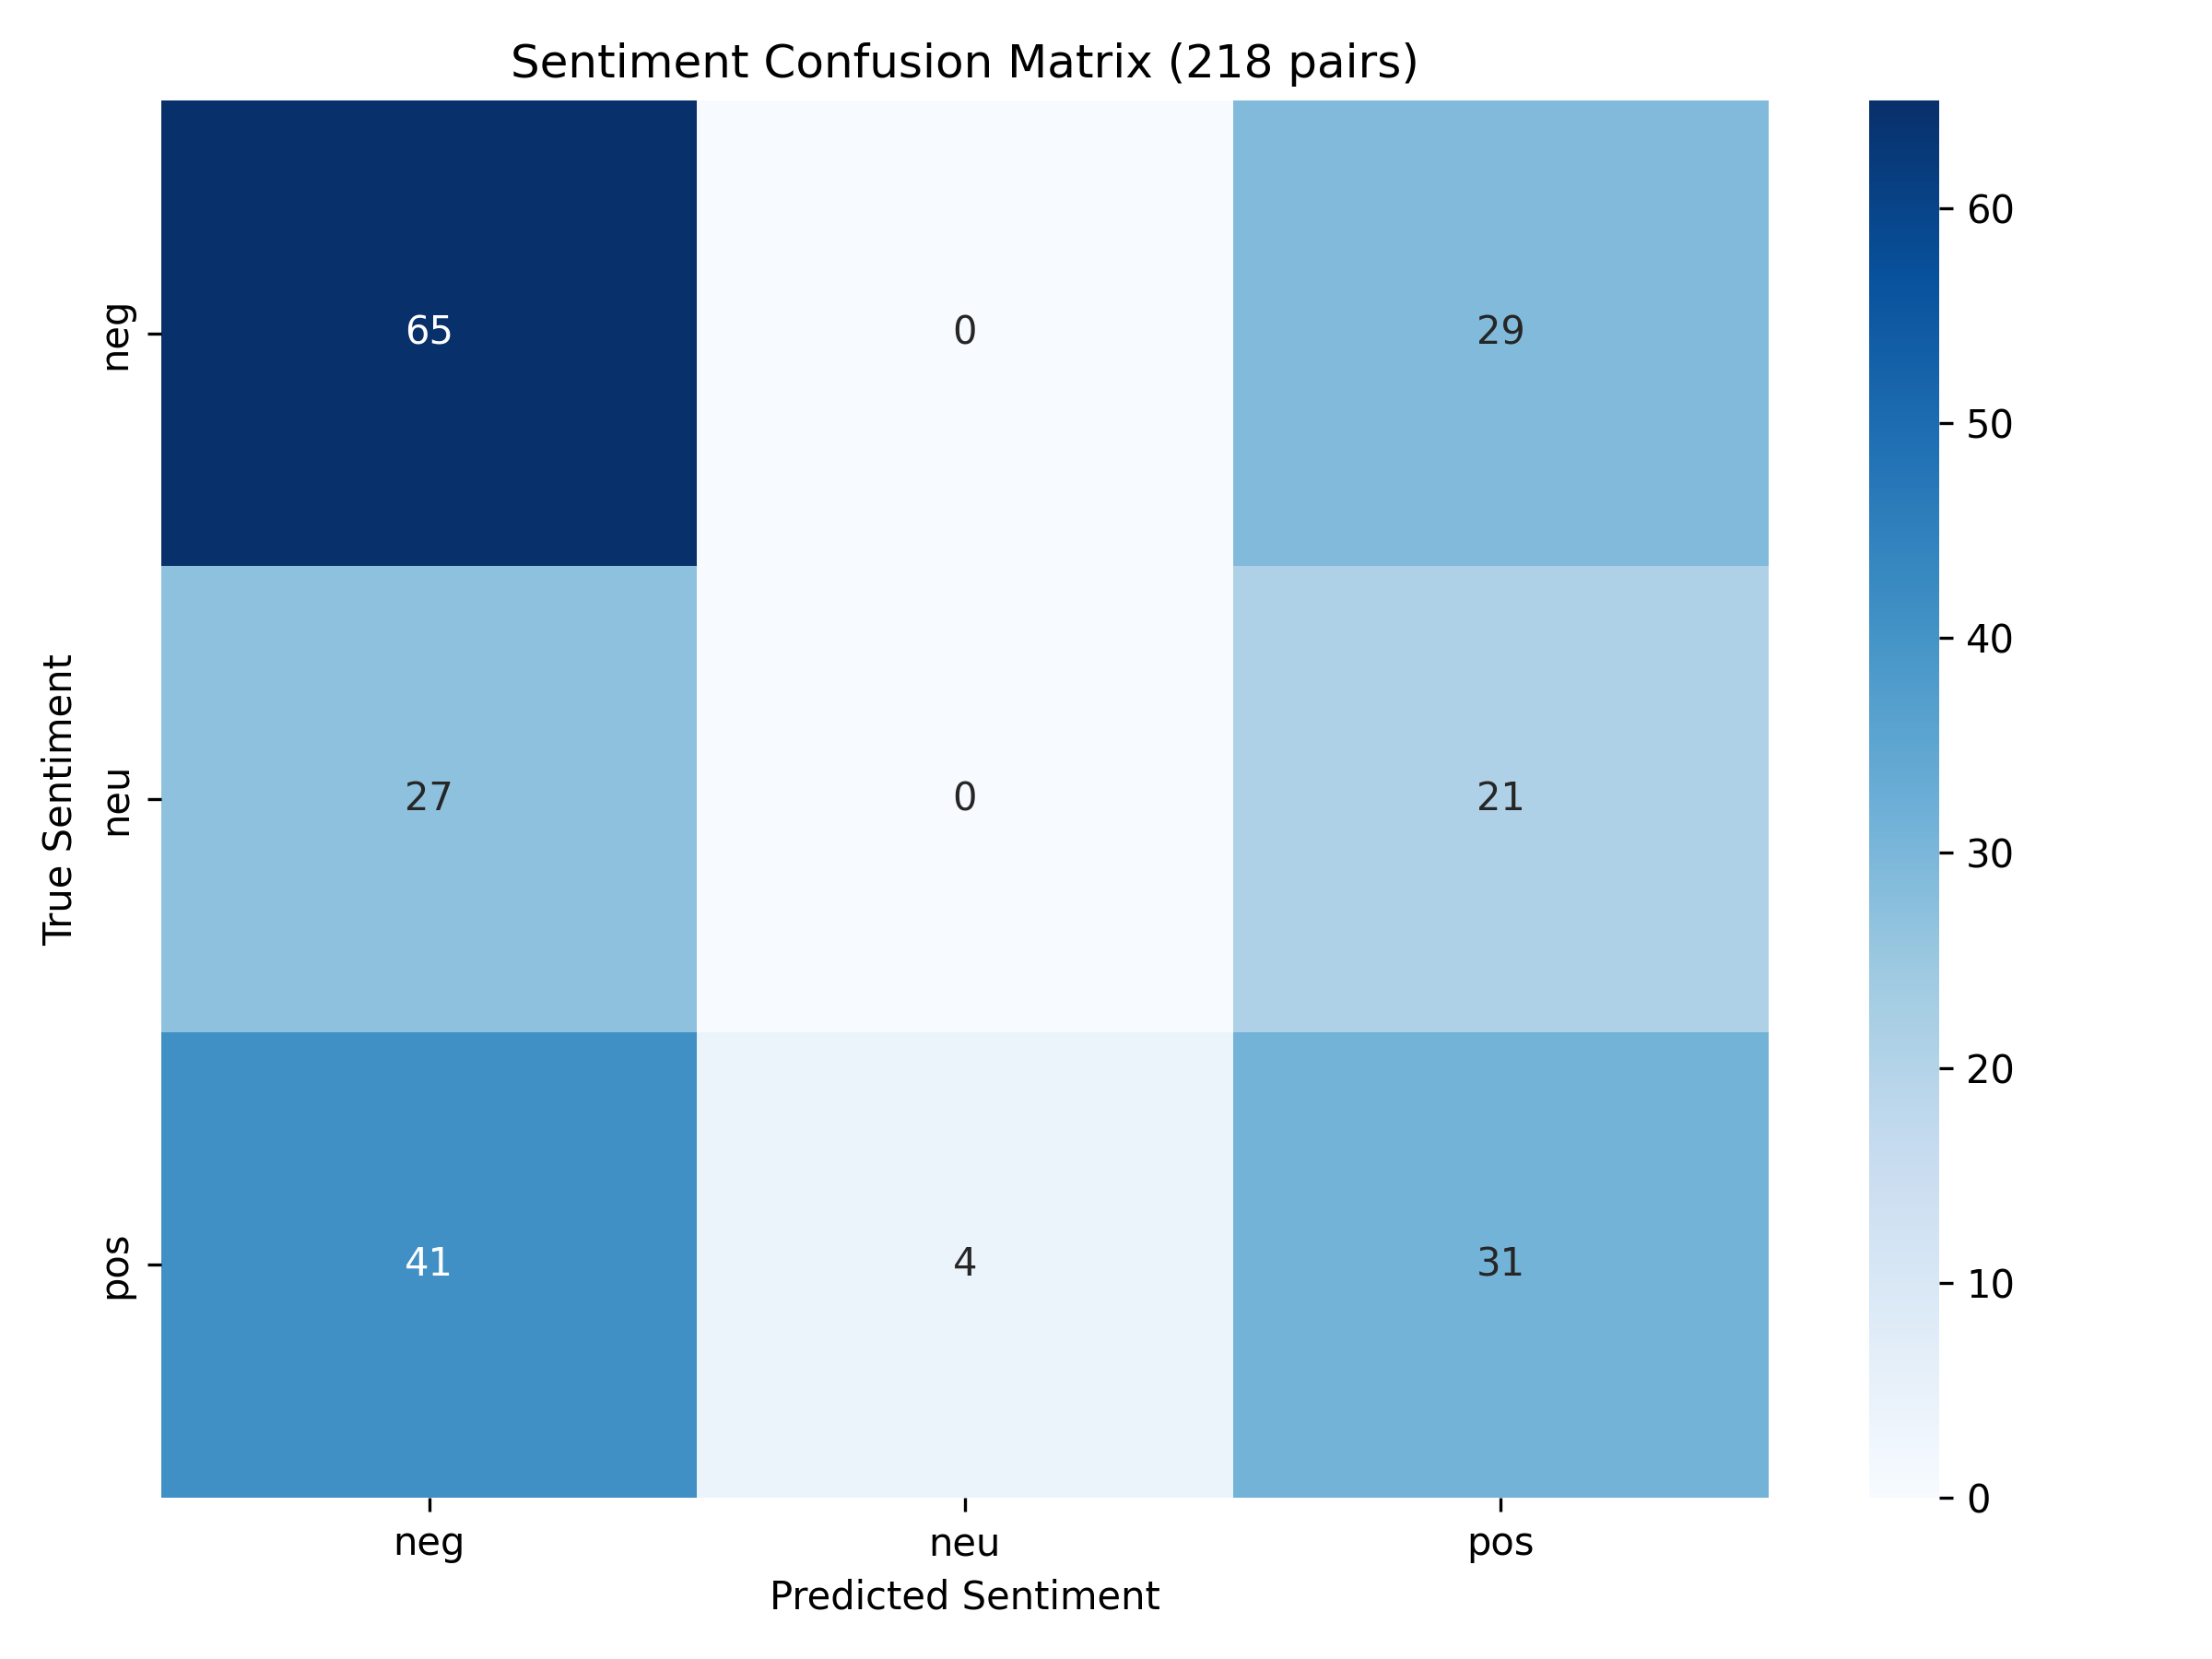 Sentiment Confusion Matrix (218 pairs)
True Sentiment
neg
65
0
29
neu
27
0
21
pos
41
4
31
neg
neu
pos
Predicted Sentiment
60
50
40
30
20
10
0